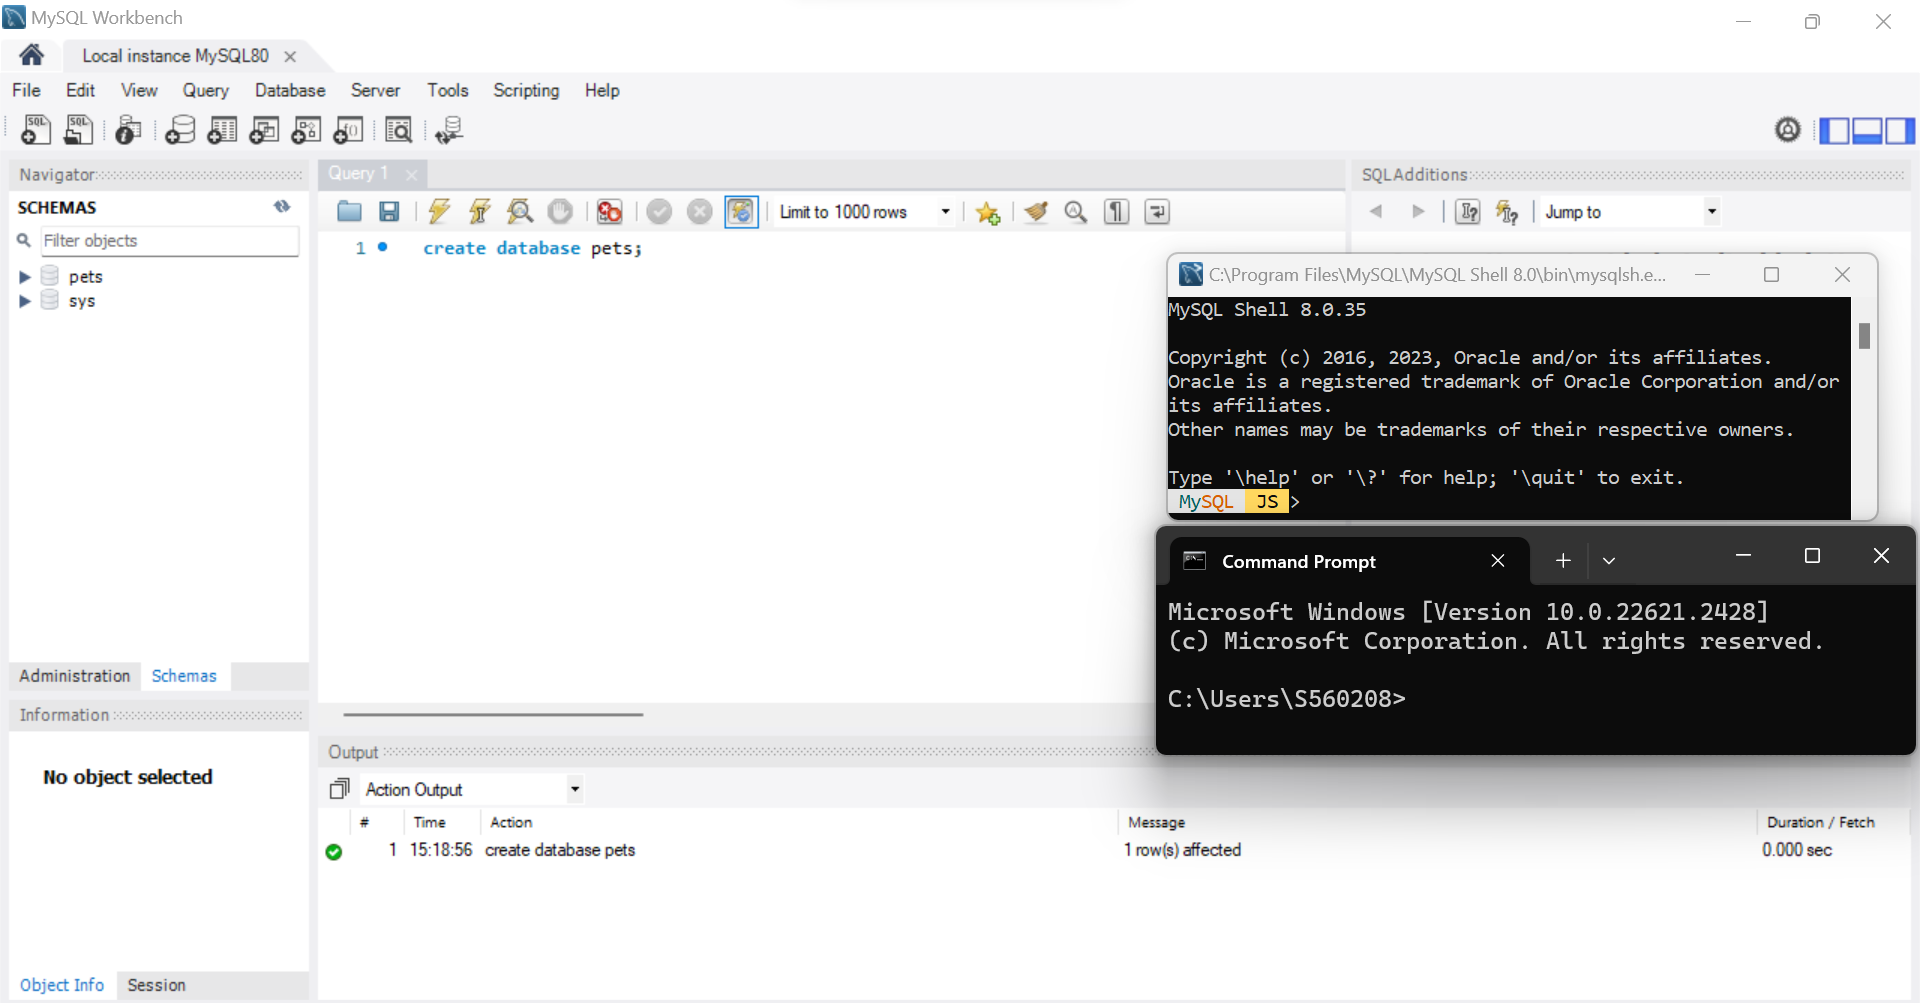 MySQL Workbench
Local instance MySQL80
File Edit View Query Database Server Tools Scripting Help
Navigator
SCHEMAS
Filter objects
pets
sys
Administration Schemas
Information
No object selected
Object Info Session
Query 1
Limit to 1000 rows
1 create database pets;
SQLAdditions
Jump to
C:\Program Files\MySQL\MySQL Shell 8.0\bin\mysqlsh.e...
MySQL Shell 8.0.35
Copyright (c) 2016, 2023, Oracle and/or its affiliates.
Oracle is a registered trademark of Oracle Corporation and/or
its affiliates.
Other names may be trademarks of their respective owners.
Type '\help' or '\?' for help; '\quit' to exit.
MySQL JS >
Command Prompt
Microsoft Windows [Version 10.0.22621.2428]
(c) Microsoft Corporation. All rights reserved.
C:\Users\S560208>
Output
Action Output
# Time Action Message Duration / Fetch
1 15:18:56 create database pets 1 row(s) affected 0.000 sec